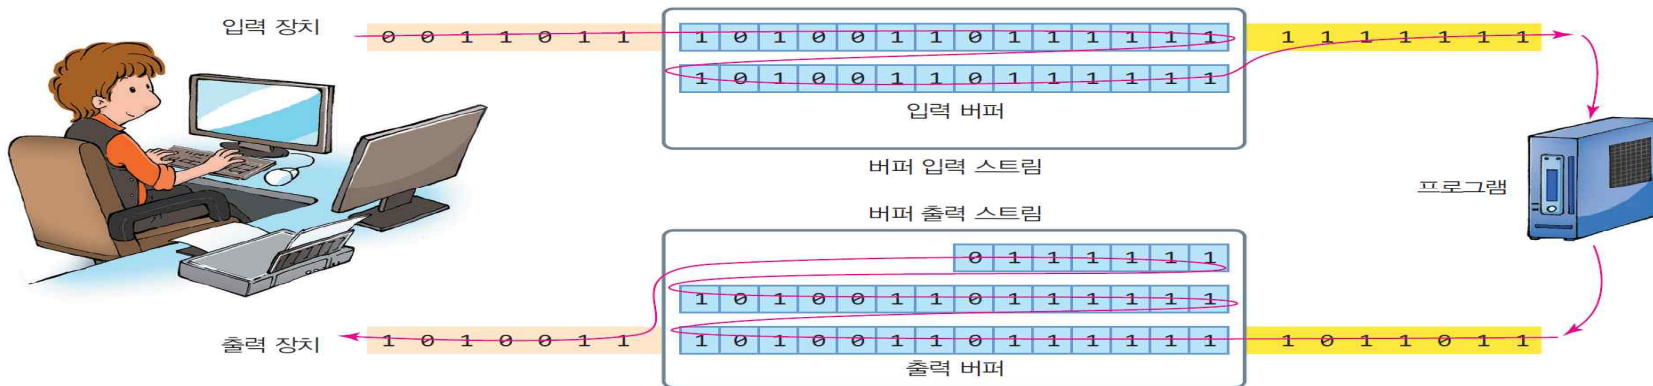 입력 장치 0 0 1 1 0 1 1 1 0 1 0 0 1 1 0 1 1 1 1 1 1 1 1 1 1 1 1 1
1 0 1 0 0 1 1 0 1 1 1 1 1 1
입력 버퍼
버퍼 입력 스트림
프로그램
버퍼 출력 스트림
0 1 1 1 1 1 1
1 0 1 0 0 1 1 0 1 1 1 1 1 1
출력 장치 1 0 1 0 0 1 1 1 0 1 0 0 1 1 0 1 1 1 1 1 1 1 0 1 1 0 1 1
출력 버퍼